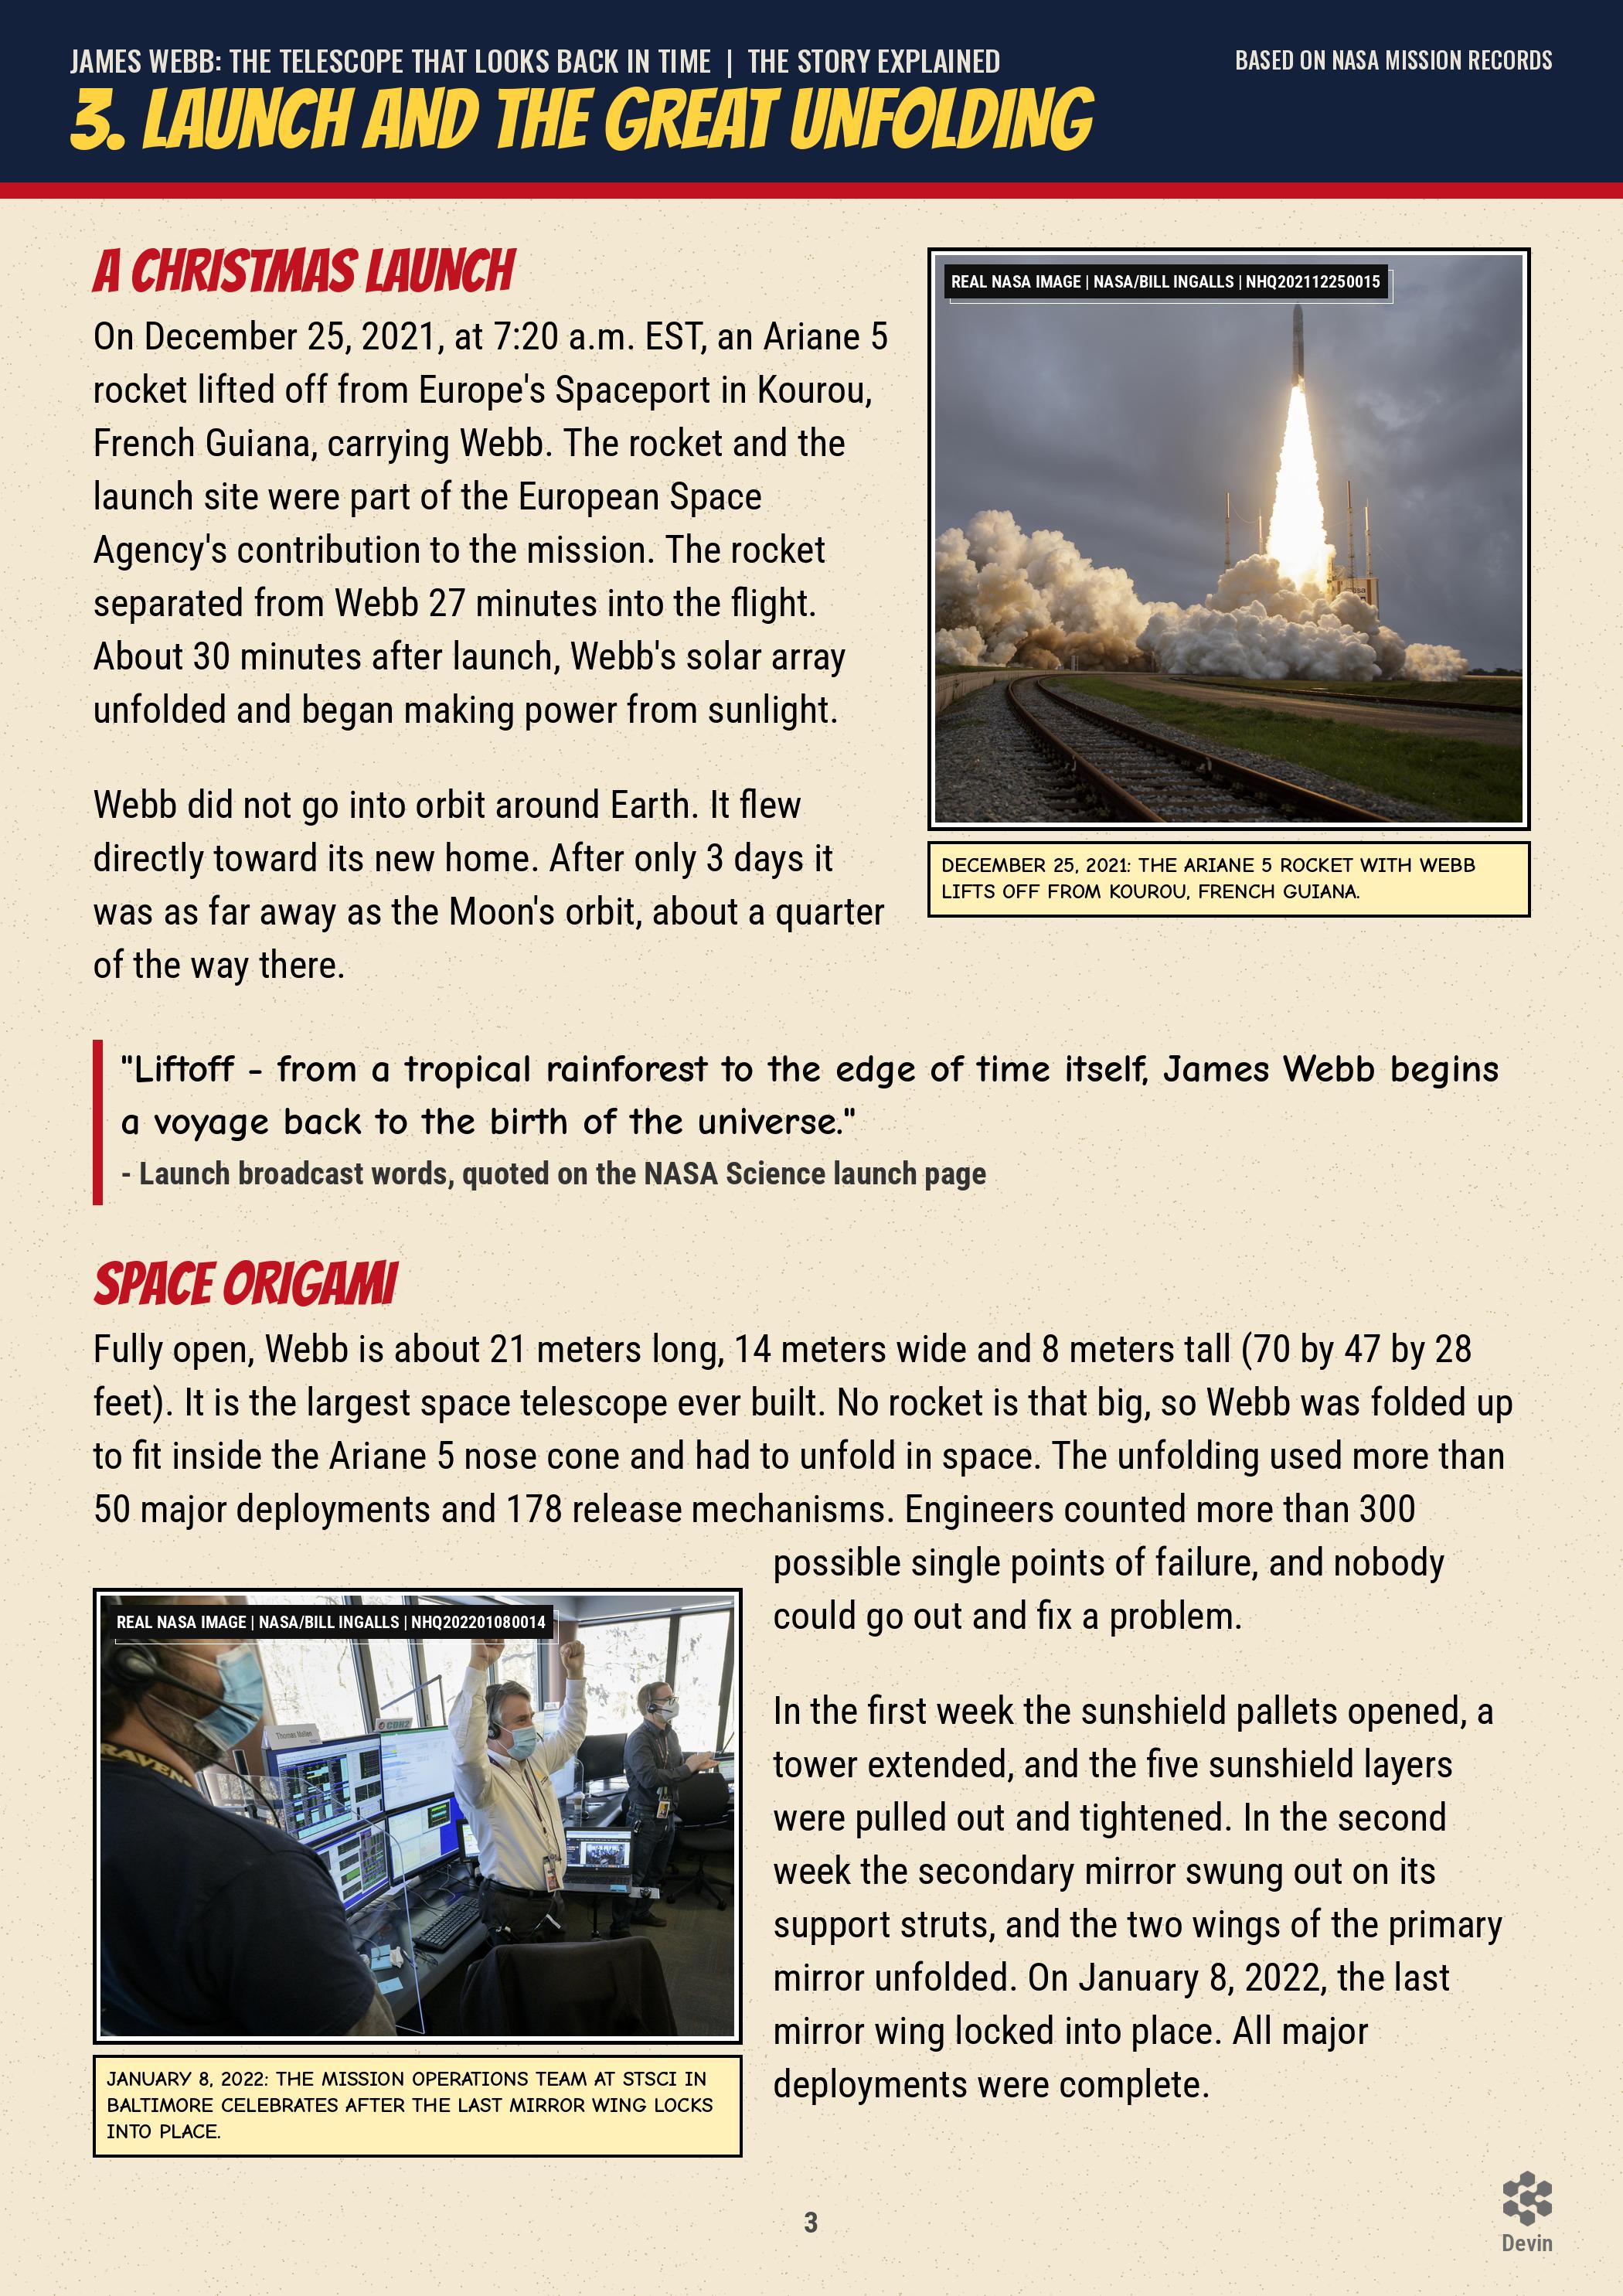 JAMES WEBB: THE TELESCOPE THAT LOOKS BACK IN TIME | THE STORY EXPLAINED
BASED ON NASA MISSION RECORDS
3. LAUNCH AND THE GREAT UNFOLDING
A CHRISTMAS LAUNCH
On December 25, 2021, at 7:20 a.m. EST, an Ariane 5
rocket lifted off from Europe's Spaceport in Kourou,
French Guiana, carrying Webb. The rocket and the
launch site were part of the European Space
Agency's contribution to the mission. The rocket
separated from Webb 27 minutes into the flight.
About 30 minutes after launch, Webb's solar array
unfolded and began making power from sunlight.
Webb did not go into orbit around Earth. It flew
directly toward its new home. After only 3 days it
was as far away as the Moon's orbit, about a quarter
of the way there.
REAL NASA IMAGE | NASA/BILL INGALLS | NHQ202112250015
DECEMBER 25, 2021: THE ARIANE 5 ROCKET WITH WEBB
LIFTS OFF FROM KOUROU, FRENCH GUIANA.
"Liftoff - from a tropical rainforest to the edge of time itself, James Webb begins
a voyage back to the birth of the universe."
- Launch broadcast words, quoted on the NASA Science launch page
SPACE ORIGAMI
Fully open, Webb is about 21 meters long, 14 meters wide and 8 meters tall (70 by 47 by 28
feet). It is the largest space telescope ever built. No rocket is that big, so Webb was folded up
to fit inside the Ariane 5 nose cone and had to unfold in space. The unfolding used more than
50 major deployments and 178 release mechanisms. Engineers counted more than 300
possible single points of failure, and nobody
could go out and fix a problem.
REAL NASA IMAGE | NASA/BILL INGALLS | NHQ202201080014
JANUARY 8, 2022: THE MISSION OPERATIONS TEAM AT STSCI IN
BALTIMORE CELEBRATES AFTER THE LAST MIRROR WING LOCKS
INTO PLACE.
In the first week the sunshield pallets opened, a
tower extended, and the five sunshield layers
were pulled out and tightened. In the second
week the secondary mirror swung out on its
support struts, and the two wings of the primary
mirror unfolded. On January 8, 2022, the last
mirror wing locked into place. All major
deployments were complete.
3
Devin